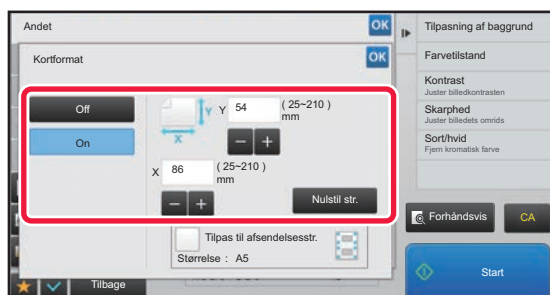 Andet
OK
Kortformat
OK
Off
On
Y
Y
54
( 25~210 )
mm
X
X
86
( 25~210 )
mm
Nulstil str.
Tilpas til afsendelsesstr.
Størrelse : A5
Tilbage
Tilpasning af baggrund
Farvetilstand
Kontrast
Juster billedkontrasten
Skarphed
Juster billedets omrids
Sort/hvid
Fjern kromatisk farve
Forhåndsvis
CA
Start